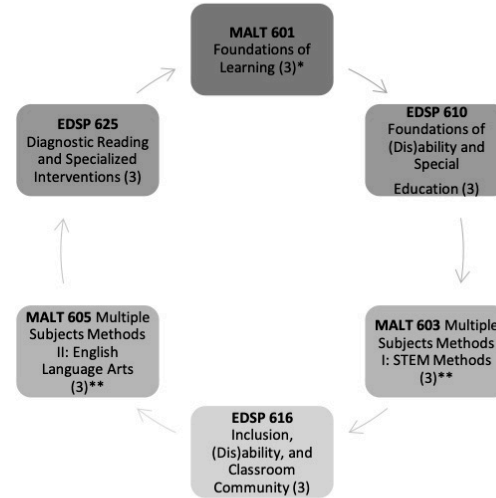 MALT 601
Foundations of
Learning (3)*
EDSP 610
Foundations of
(Dis)ability and
Special
Education (3)
MALT 603 Multiple
Subjects Methods
I: STEM Methods
(3)**
EDSP 616
Inclusion,
(Dis)ability, and
Classroom
Community (3)
MALT 605 Multiple
Subjects Methods
II: English
Language Arts
(3)**
EDSP 625
Diagnostic Reading
and Specialized
Interventions (3)